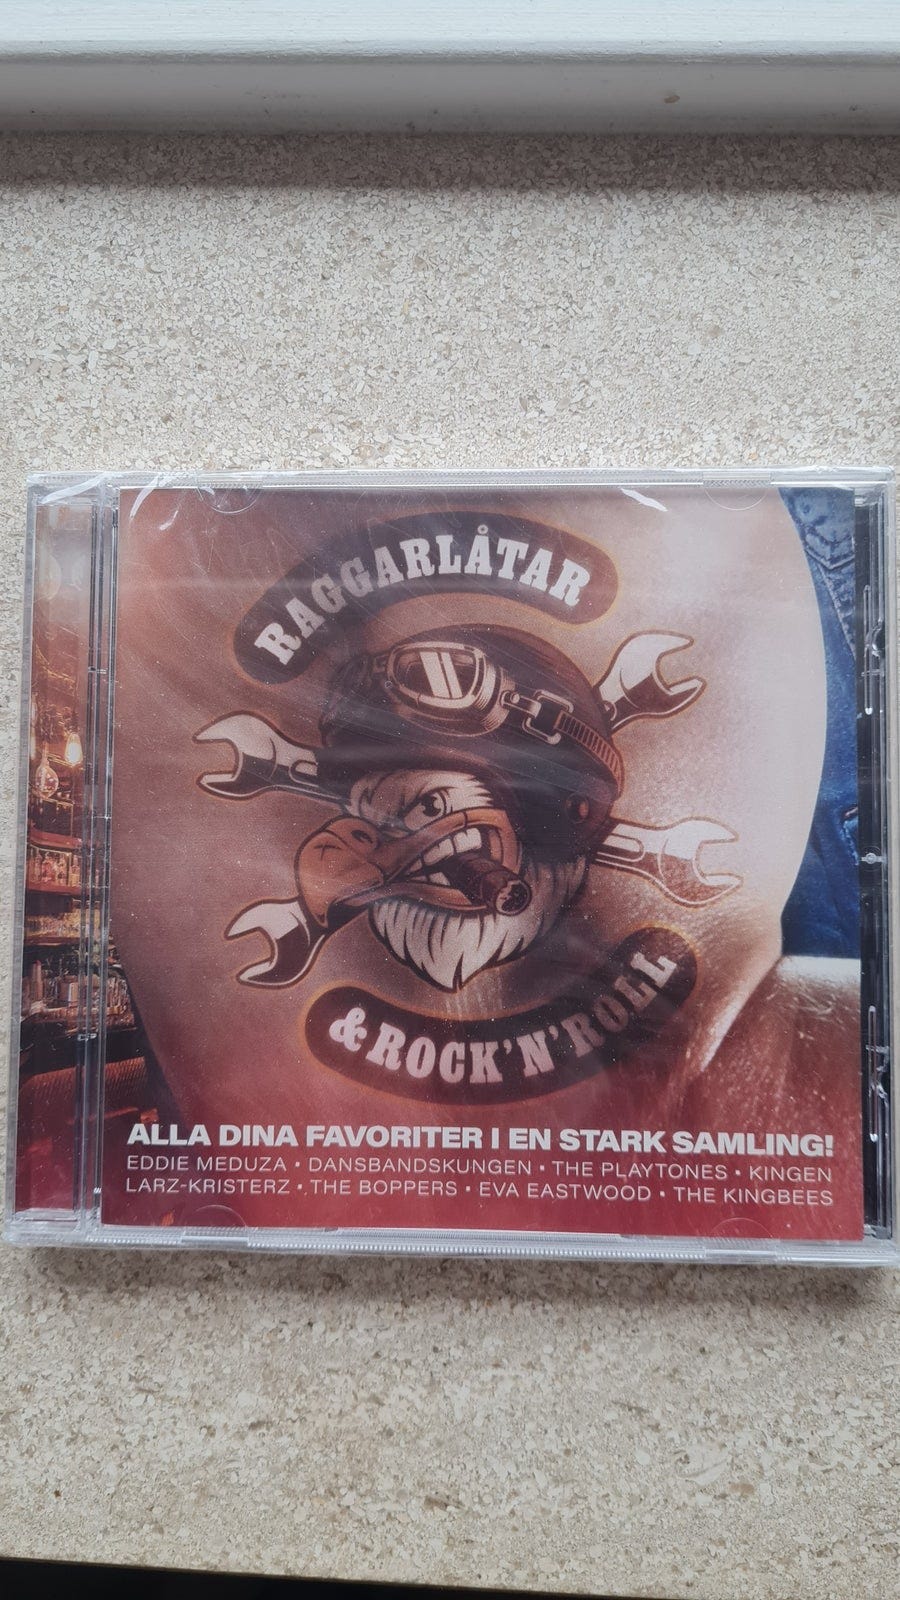 RAGGARLÅTAR
& ROCK'N'ROLL
ALLA DINA FAVORITER I EN STARK SAMLING!
EDDIE MEDUZA • DANSBANDSKUNGEN • THE PLAYTONES • KINGEN
LARZ-KRISTERZ • THE BOPPERS • EVA EASTWOOD • THE KINGBEES